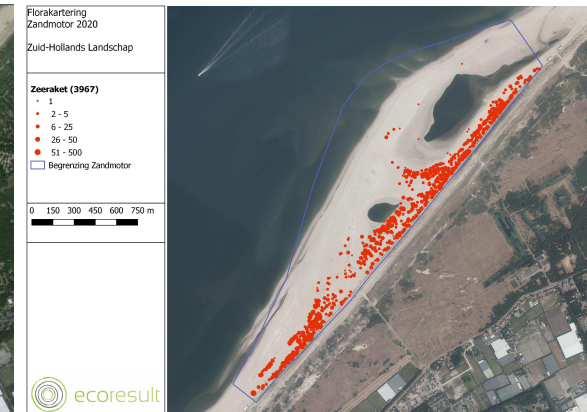 Florakartering
Zandmotor 2020
Zuid-Hollands Landschap
Zeeraket (3967)
1
2 - 5
6 - 25
26 - 50
51 - 500
Begrenzing Zandmotor
0 150 300 450 600 750 m
ecoresult